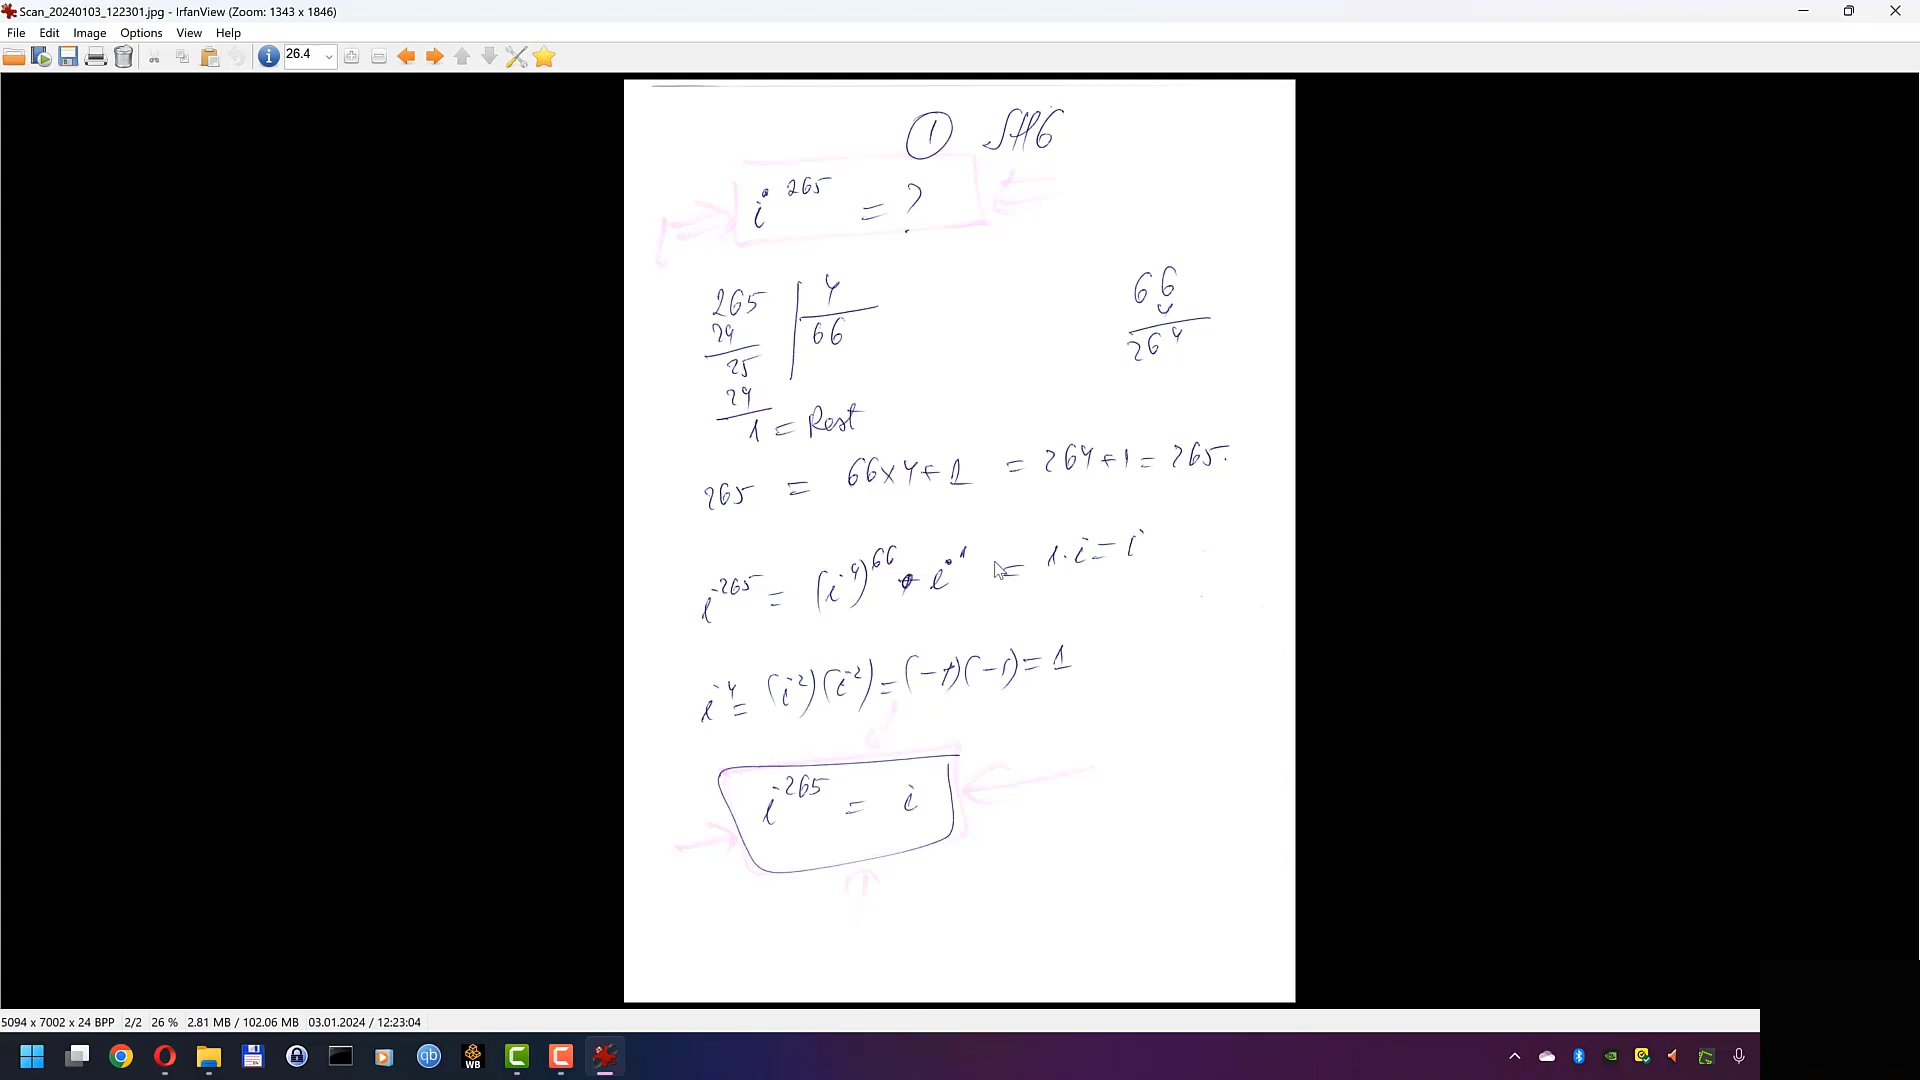 Scan_20240103_122301.jpg - IrfanView (Zoom: 1343 x 1846)
File Edit Image Options View Help
26.4
1
i^265 = ?
265 | 4
24 66
25
24
1 = Rest
66
4
264
265 = 66x4+1 = 264+1 = 265.
i^265 = (i^4)^66 · i^1 = 1·i = i
i^4 = (i^2)(i^2) = (-1)(-1) = 1
i^265 = i
5094 x 7002 x 24 BPP 2/2 26 % 2.81 MB / 102.06 MB 03.01.2024 / 12:23:04
qb
WB